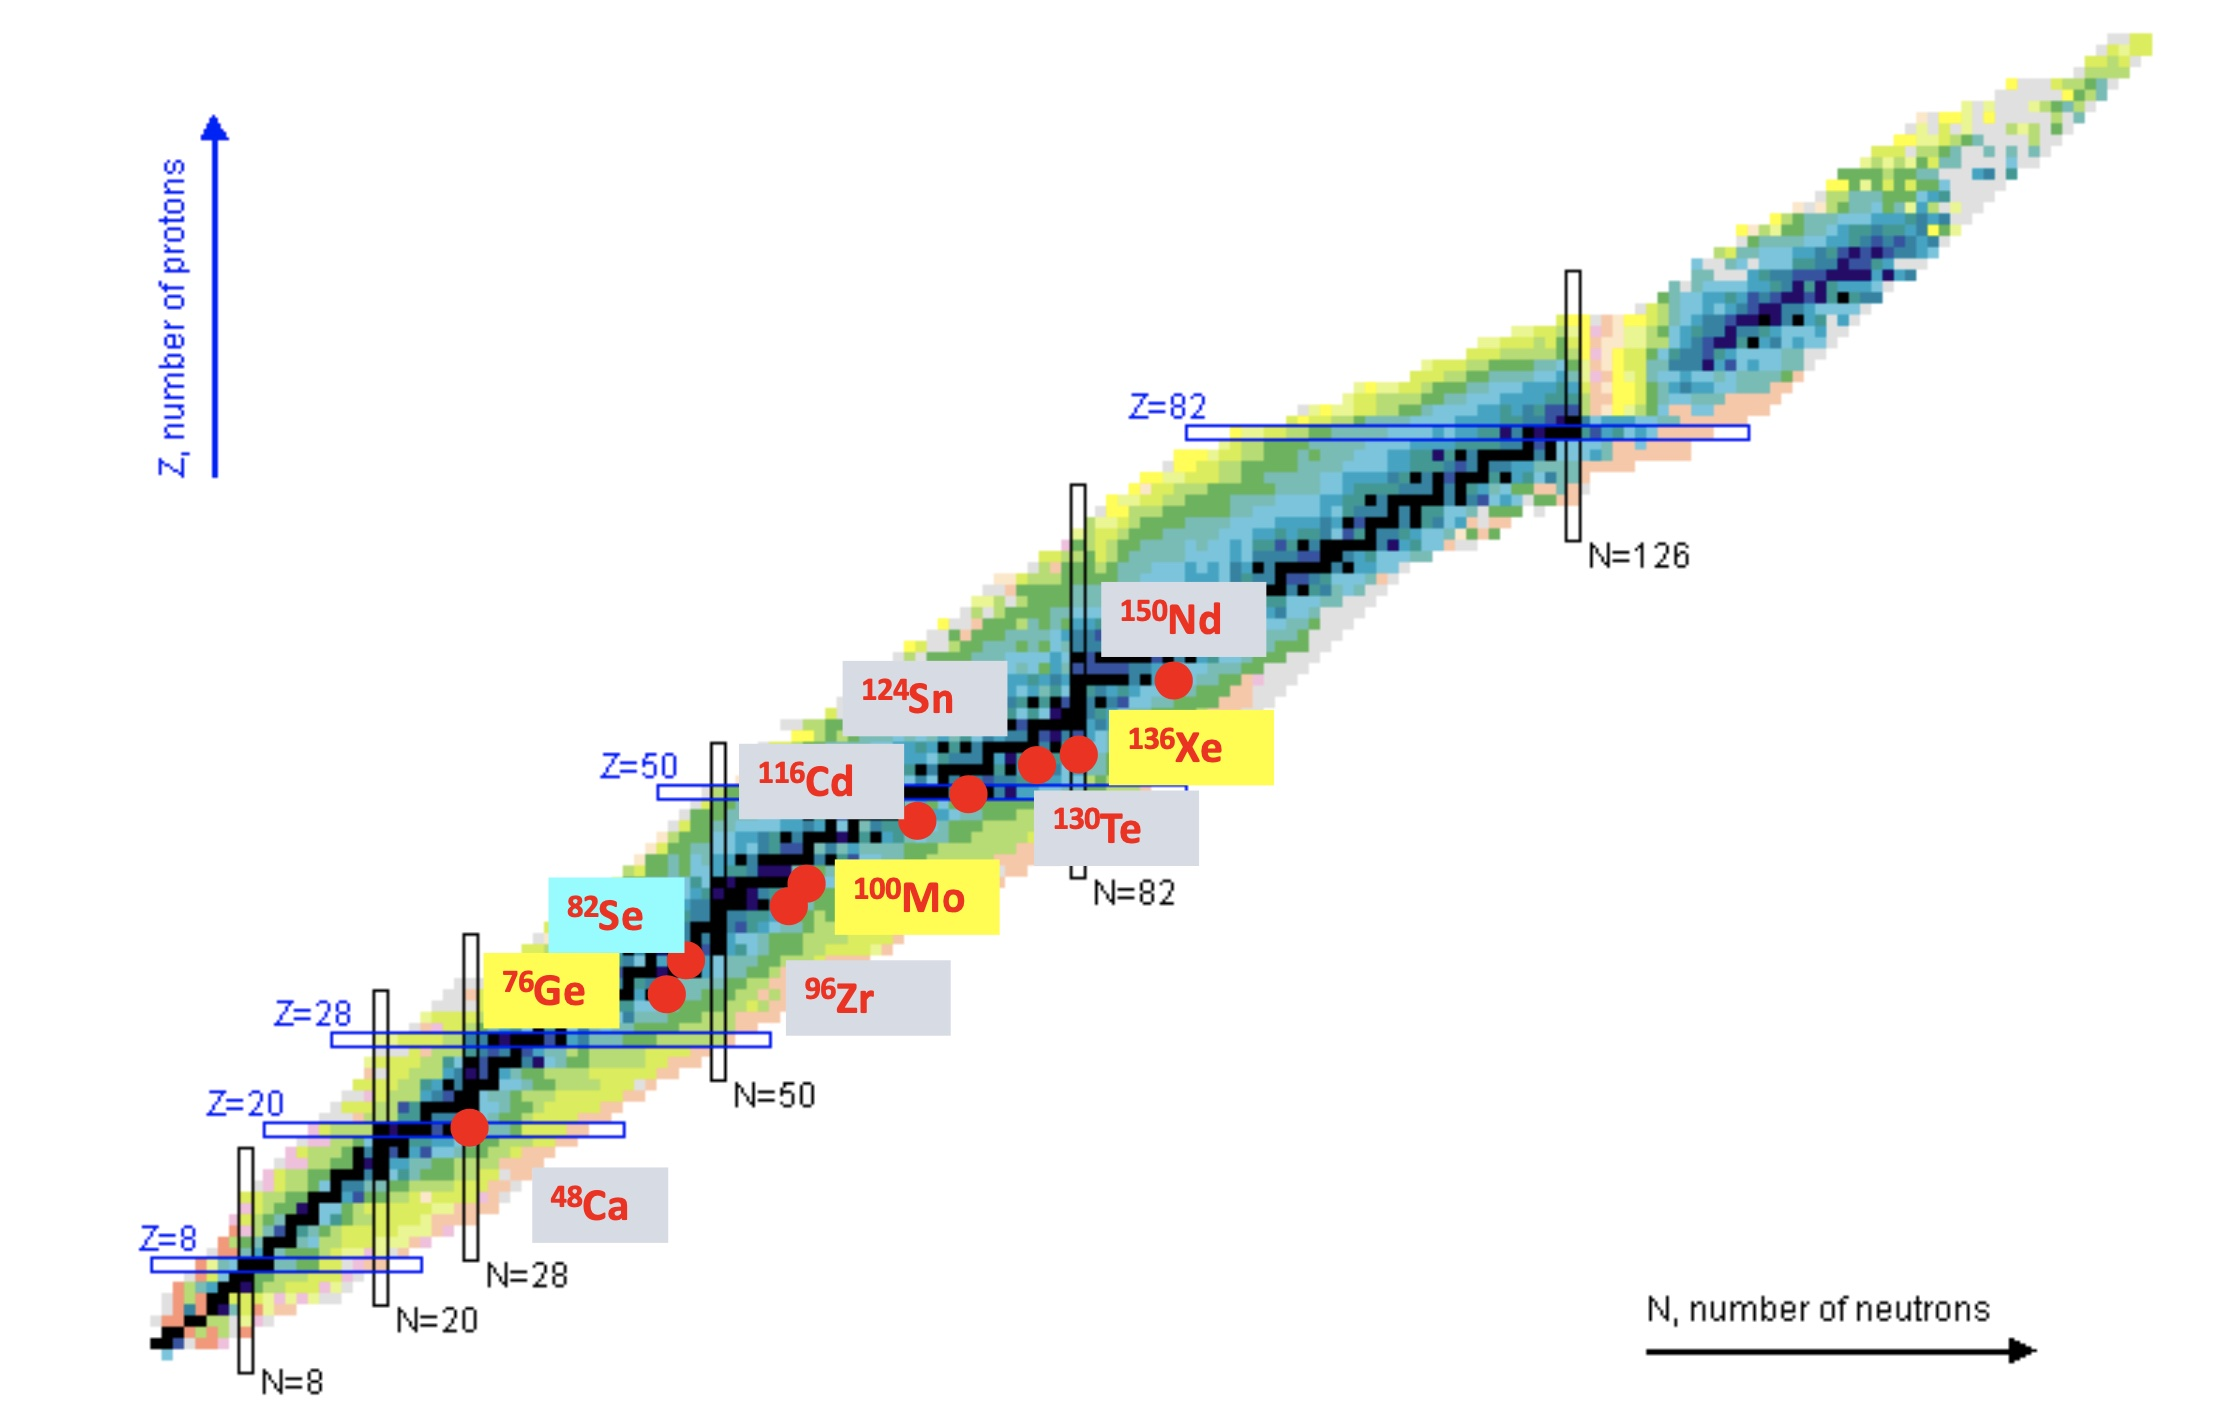 Z, number of protons
Z=82
N=126
150Nd
124Sn
136Xe
Z=50
116Cd
130Te
N=82
100Mo
82Se
76Ge
96Zr
Z=28
N=50
Z=20
48Ca
Z=8
N=28
N=20
N=8
N, number of neutrons